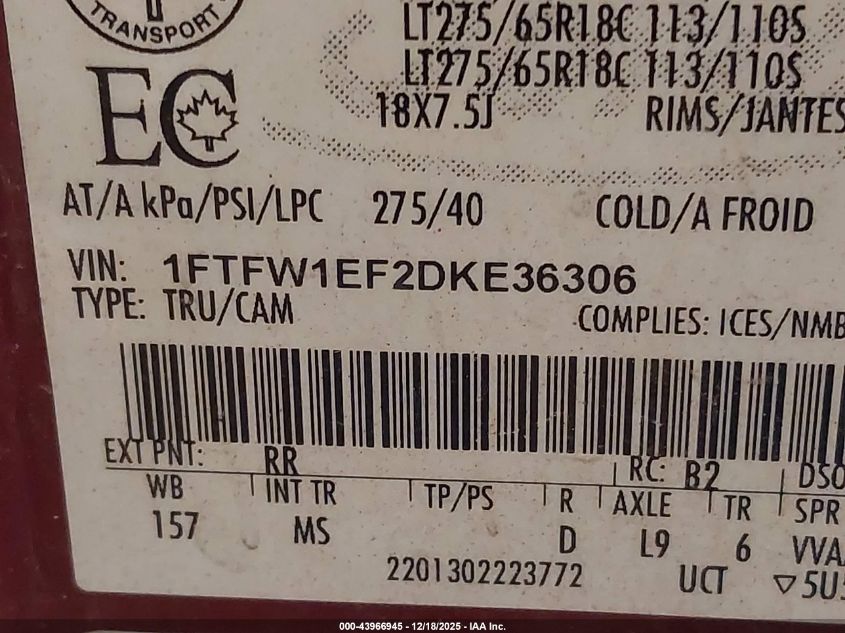 TRANSPORT
LT275/65R18C 113/110S
LT275/65R18C 113/110S
EC
18X7.5J RIMS/JANTES
AT/A kPa/PSI/LPC 275/40 COLD/A FROID
VIN: 1FTFW1EF2DKE36306
TYPE: TRU/CAM COMPLIES: ICES/NMB
EXT PNT: RR RC: B2 DSO
WB INT TR TP/PS R AXLE TR SPR
157 MS D L9 6 VVA
2201302223772 UCT ▽5U5
000-43966945 - 12/18/2025 - IAA Inc.